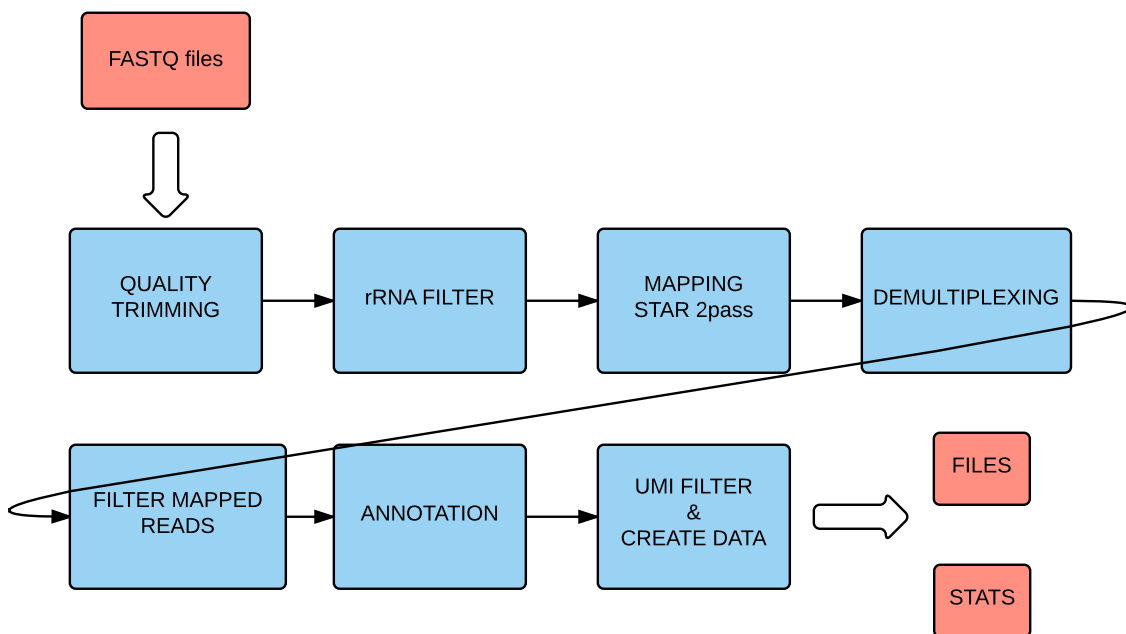 FASTQ files
QUALITY
TRIMMING
rRNA FILTER
MAPPING
STAR 2pass
DEMULTIPLEXING
FILTER MAPPED
READS
ANNOTATION
UMI FILTER
&
CREATE DATA
FILES
STATS